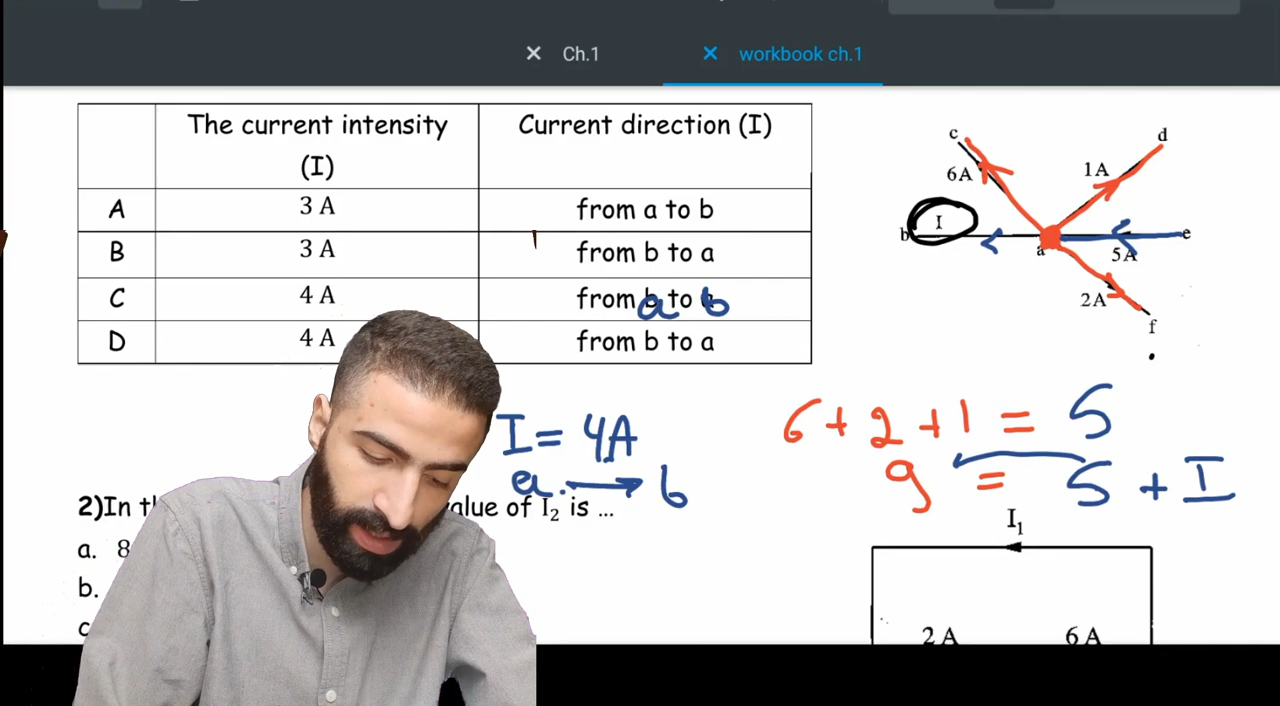 Ch.1
workbook ch.1
The current intensity (I)
Current direction (I)
A 3 A from a to b
B 3 A from b to a
C 4 A from a to b
D 4 A from b to a
c
d
6A
1A
b
I
a
e
5A
2A
f
6 + 2 + 1 = 5
9 = 5 + I
I = 4A
a → b
2)In alue of I₂ is ...
a. 8
b.
c
I₁
2 A
6 A